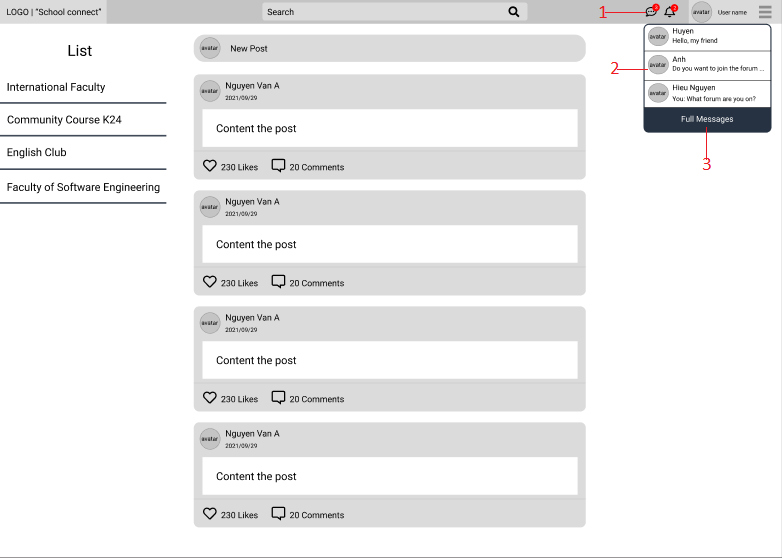 LOGO | "School connect"
Search
1
2
avatar
User name
List
International Faculty
Community Course K24
English Club
Faculty of Software Engineering
avatar
New Post
avatar
Nguyen Van A
2021/09/29
Content the post
230 Likes
20 Comments
avatar
Nguyen Van A
2021/09/29
Content the post
230 Likes
20 Comments
avatar
Nguyen Van A
2021/09/29
Content the post
230 Likes
20 Comments
avatar
Nguyen Van A
2021/09/29
Content the post
230 Likes
20 Comments
avatar
Huyen
Hello, my friend
2
avatar
Anh
Do you want to join the forum ...
avatar
Hieu Nguyen
You: What forum are you on?
Full Messages
3